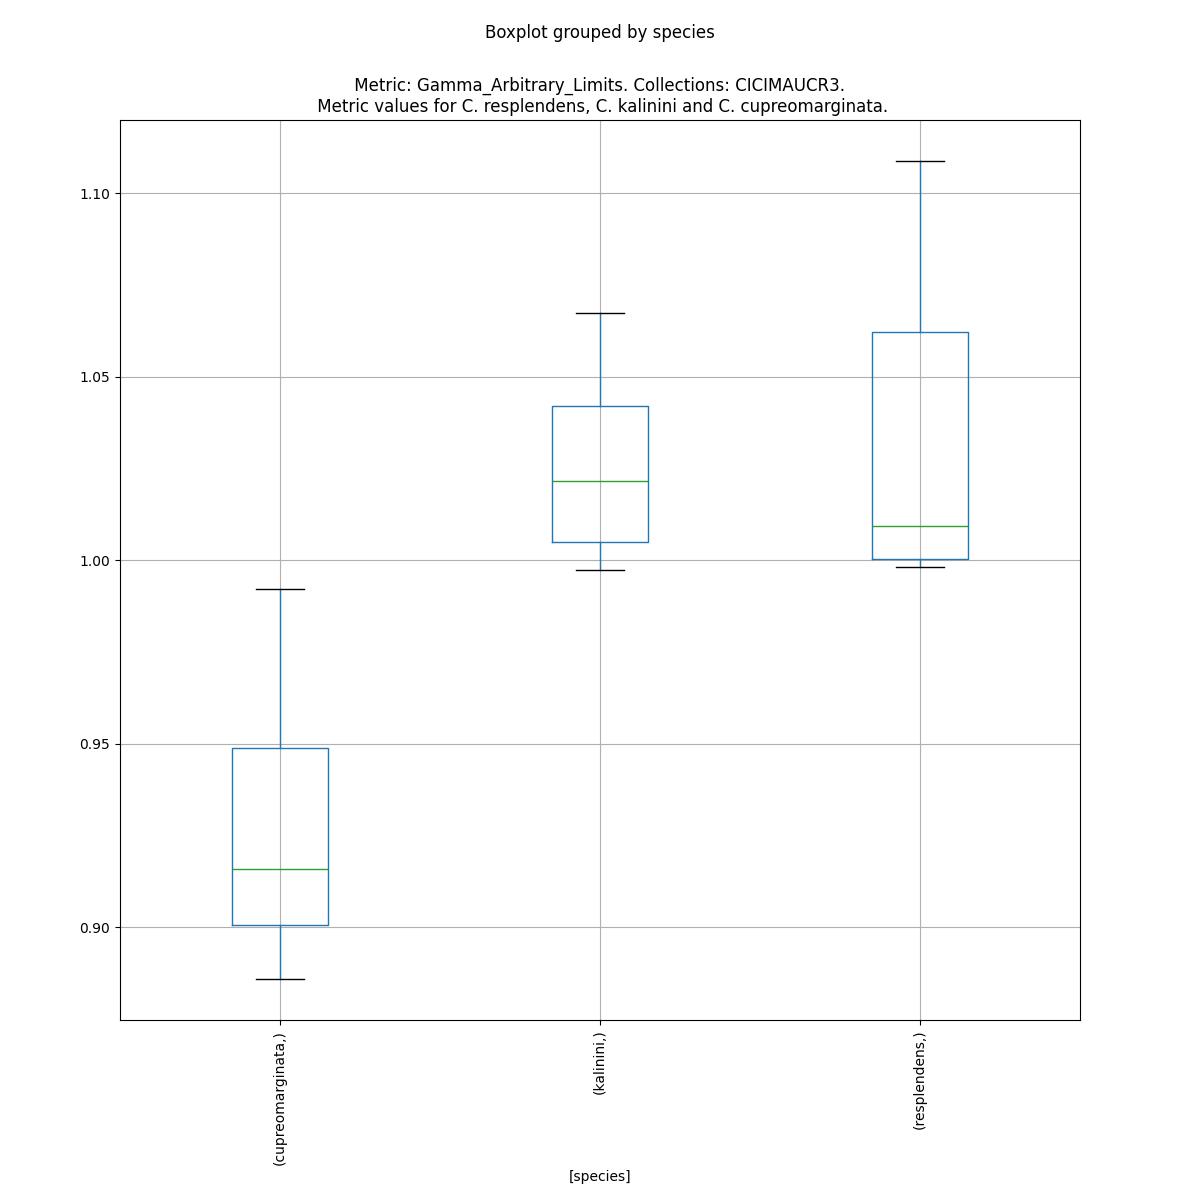 Boxplot grouped by species
Metric: Gamma_Arbitrary_Limits. Collections: CICIMAUCR3.
Metric values for C. resplendens, C. kalinini and C. cupreomarginata.
1.10
1.05
1.00
0.95
0.90
(cupreomarginata,)
(kalinini,)
(resplendens,)
[species]